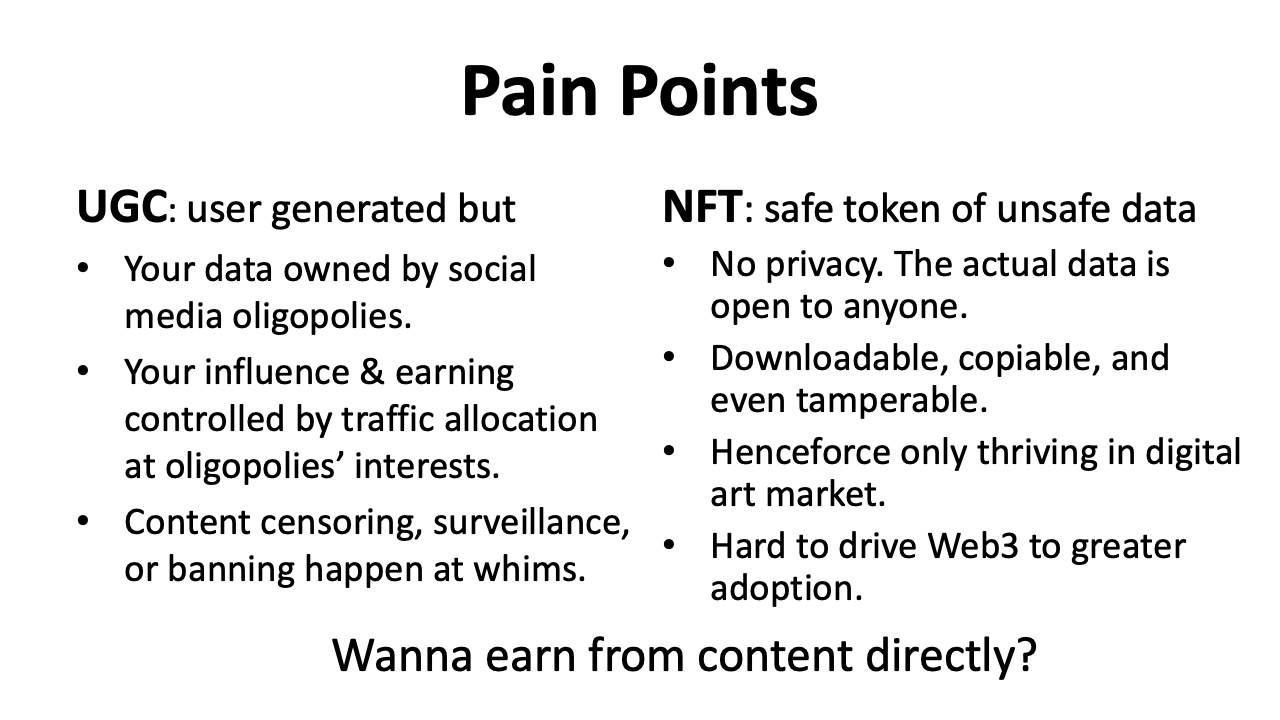 Pain Points
UGC: user generated but
• Your data owned by social
media oligopolies.
• Your influence & earning
controlled by traffic allocation
at oligopolies’ interests.
• Content censoring, surveillance,
or banning happen at whims.
NFT: safe token of unsafe data
• No privacy. The actual data is
open to anyone.
• Downloadable, copiable, and
even tamperable.
• Henceforce only thriving in digital
art market.
• Hard to drive Web3 to greater
adoption.
Wanna earn from content directly?